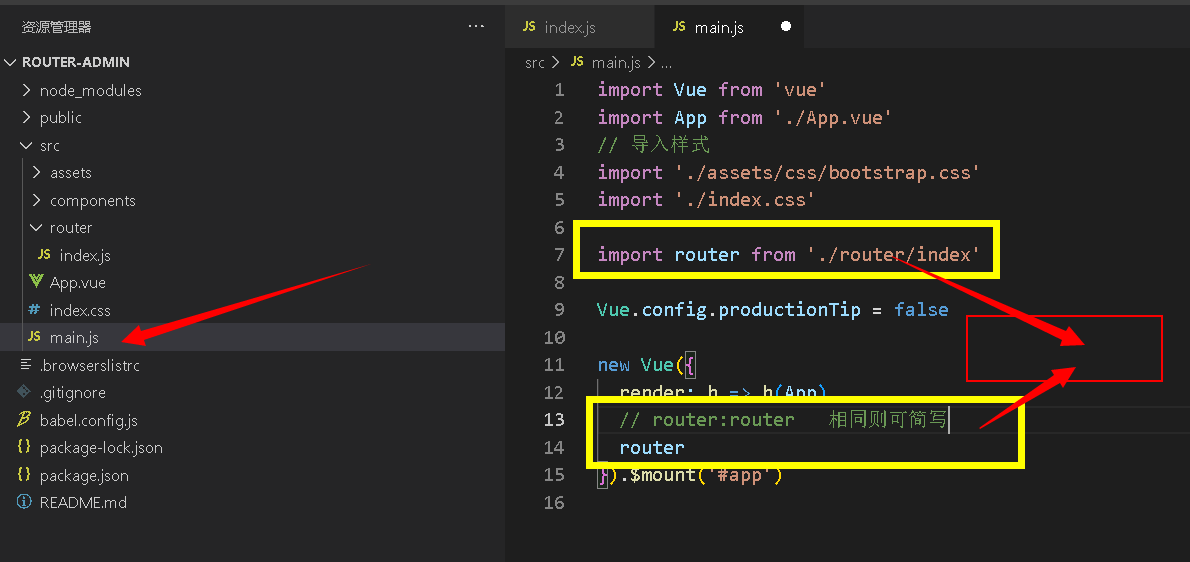 资源管理器
ROUTER-ADMIN
node_modules
public
src
assets
components
router
JS index.js
App.vue
# index.css
JS main.js
.browserslistrc
.gitignore
babel.config.js
{} package-lock.json
{} package.json
README.md
JS index.js
JS main.js
src > JS main.js > ...
1 import Vue from 'vue'
2 import App from './App.vue'
3 // 导入样式
4 import './assets/css/bootstrap.css'
5 import './index.css'
6
7 import router from './router/index'
8
9 Vue.config.productionTip = false
10
11 new Vue({
12 render: h => h(App)
13 // router:router 相同则可简写
14 router
15 }).$mount('#app')
16